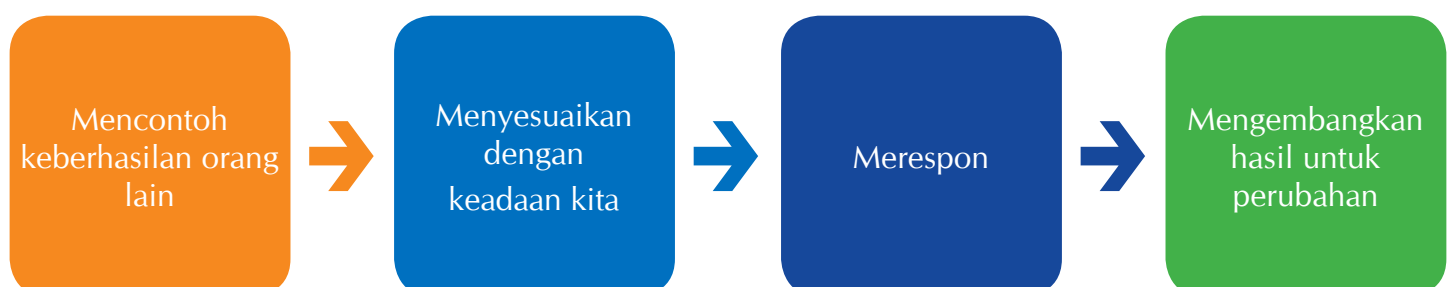 Mencontoh
keberhasilan orang
lain
Menyesuaikan
dengan
keadaan kita
Merespon
Mengembangkan
hasil untuk
perubahan